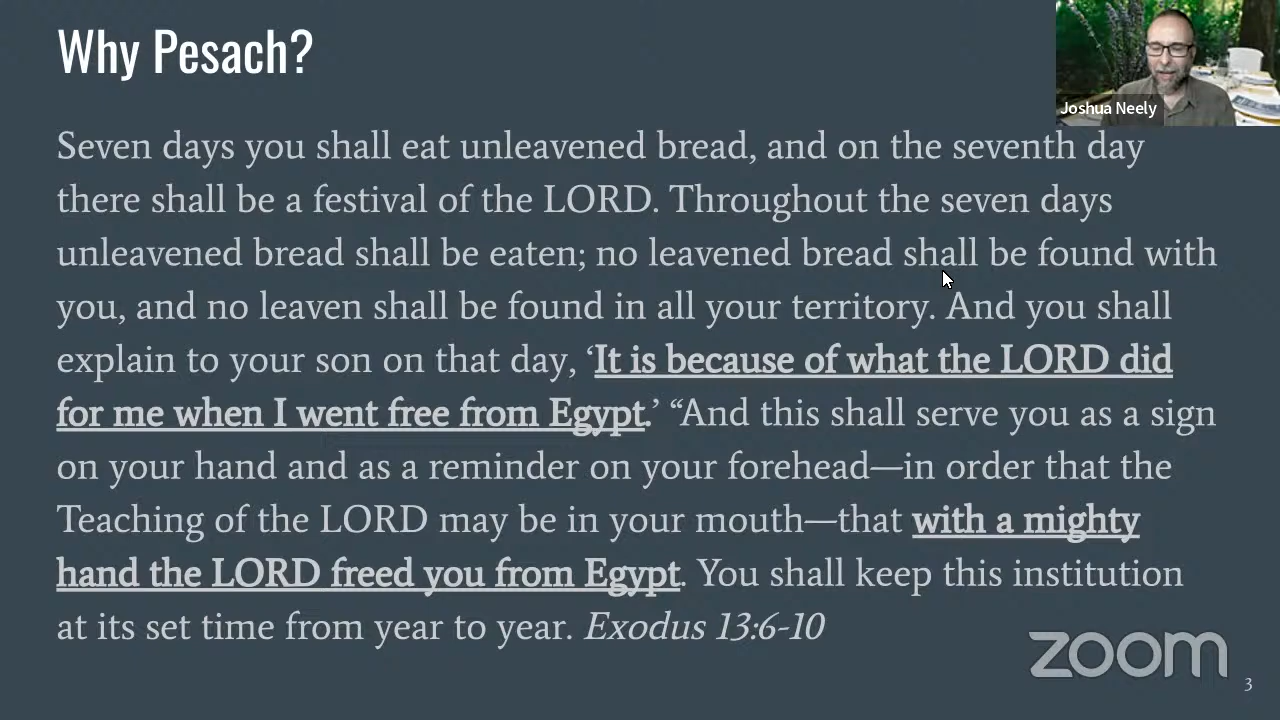 Why Pesach?
Joshua Neely
Seven days you shall eat unleavened bread, and on the seventh day
there shall be a festival of the LORD. Throughout the seven days
unleavened bread shall be eaten; no leavened bread shall be found with
you, and no leaven shall be found in all your territory. And you shall
explain to your son on that day, ‘It is because of what the LORD did
for me when I went free from Egypt.’ “And this shall serve you as a sign
on your hand and as a reminder on your forehead—in order that the
Teaching of the LORD may be in your mouth—that with a mighty
hand the LORD freed you from Egypt. You shall keep this institution
at its set time from year to year. Exodus 13:6-10
zoom
3